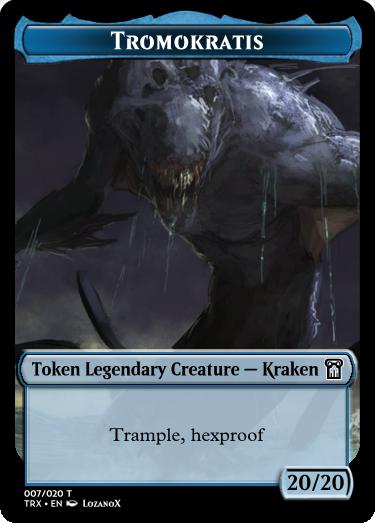 Tromokratis
Token Legendary Creature — Kraken
Trample, hexproof
20/20
007/020 T
TRX • EN LozanoX